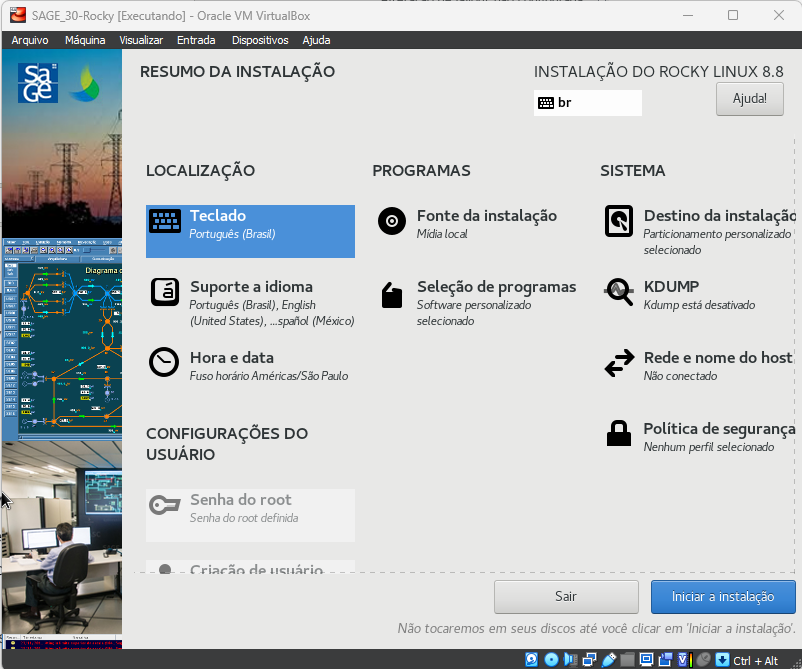 SAGE_30-Rocky [Executando] - Oracle VM VirtualBox
Arquivo Máquina Visualizar Entrada Dispositivos Ajuda
SaGe
RESUMO DA INSTALAÇÃO
INSTALAÇÃO DO ROCKY LINUX 8.8
br
Ajuda!
LOCALIZAÇÃO
Teclado
Português (Brasil)
Suporte a idioma
Português (Brasil), English
(United States), ...spañol (México)
Hora e data
Fuso horário Américas/São Paulo
CONFIGURAÇÕES DO
USUÁRIO
Senha do root
Senha do root definida
Criação de usuário
PROGRAMAS
Fonte da instalação
Mídia local
Seleção de programas
Software personalizado
selecionado
SISTEMA
Destino da instalação
Particionamento personalizado
selecionado
KDUMP
Kdump está desativado
Rede e nome do host
Não conectado
Política de segurança
Nenhum perfil selecionado
Sair
Iniciar a instalação
Não tocaremos em seus discos até você clicar em 'Iniciar a instalação'.
Ctrl + Alt